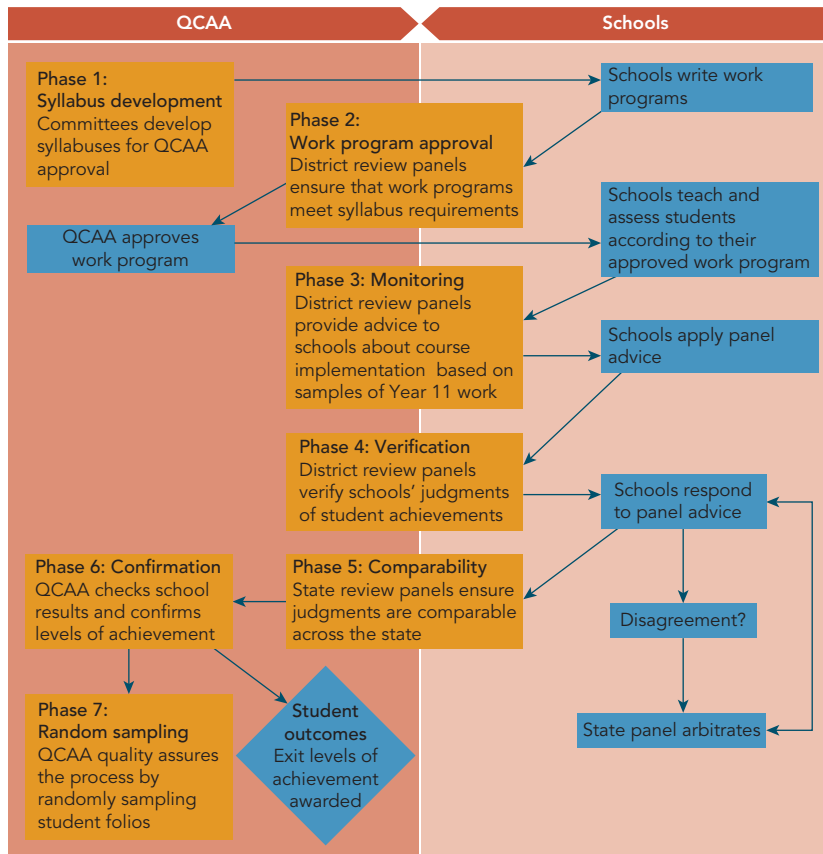 QCAA
Schools
Phase 1:
Syllabus development
Committees develop
syllabuses for QCAA
approval
Schools write work
programs
Phase 2:
Work program approval
District review panels
ensure that work programs
meet syllabus requirements
QCAA approves
work program
Schools teach and
assess students
according to their
approved work program
Phase 3: Monitoring
District review panels
provide advice to
schools about course
implementation based on
samples of Year 11 work
Schools apply panel
advice
Phase 4: Verification
District review panels
verify schools’ judgments
of student achievements
Schools respond
to panel advice
Phase 5: Comparability
State review panels ensure
judgments are comparable
across the state
Phase 6: Confirmation
QCAA checks school
results and confirms
levels of achievement
Disagreement?
State panel arbitrates
Phase 7:
Random sampling
QCAA quality assures
the process by
randomly sampling
student folios
Student
outcomes
Exit levels of
achievement
awarded